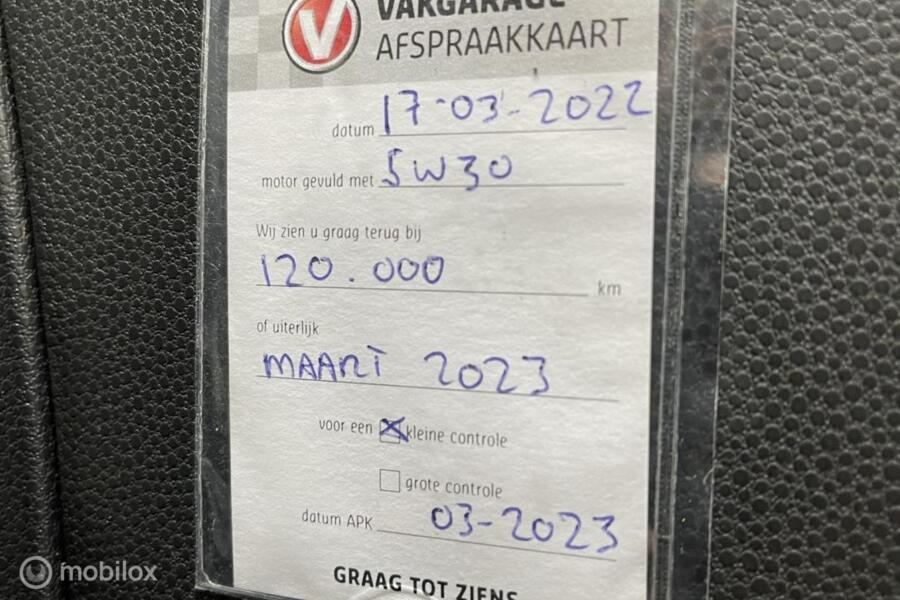 V VAKGARAGE
AFSPRAAKKAART
datum 17-03-2022
motor gevuld met 5W30
Wij zien u graag terug bij
120.000 km
of uiterlijk
MAART 2023
voor een kleine controle
grote controle
datum APK 03-2023
GRAAG TOT ZIENS
mobilox